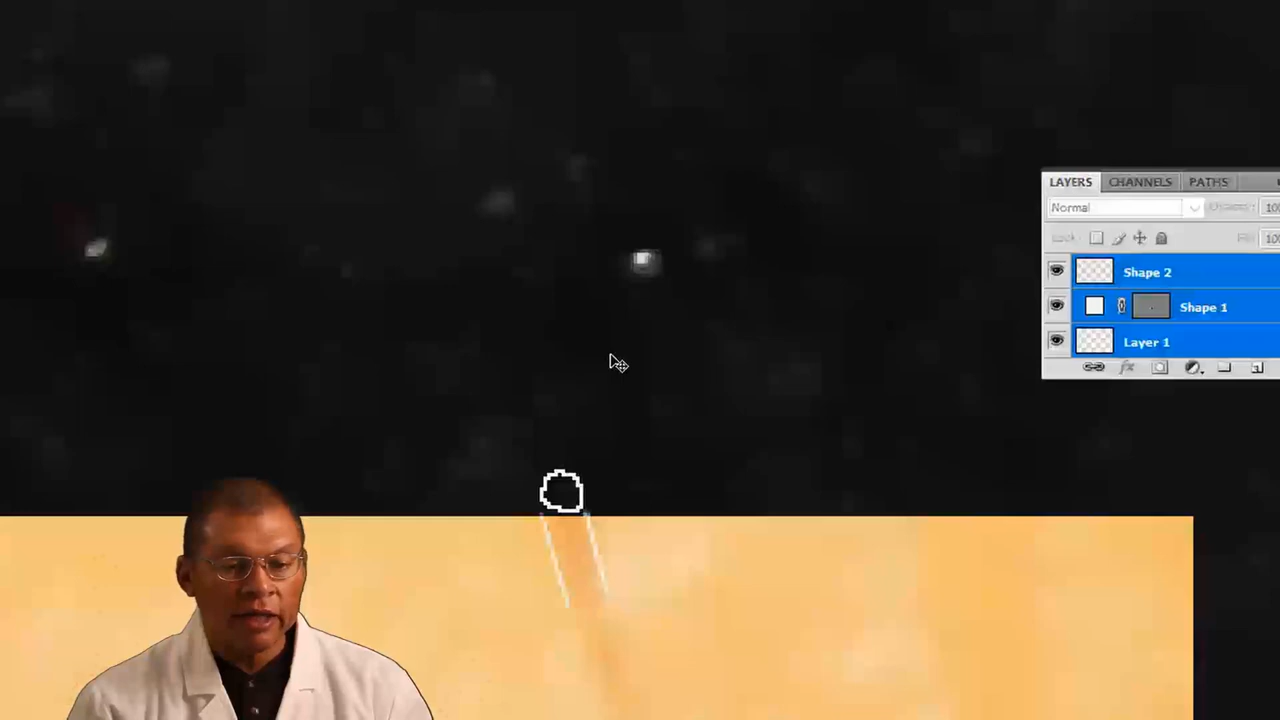 LAYERS CHANNELS PATHS
Normal
Shape 2
Shape 1
Layer 1